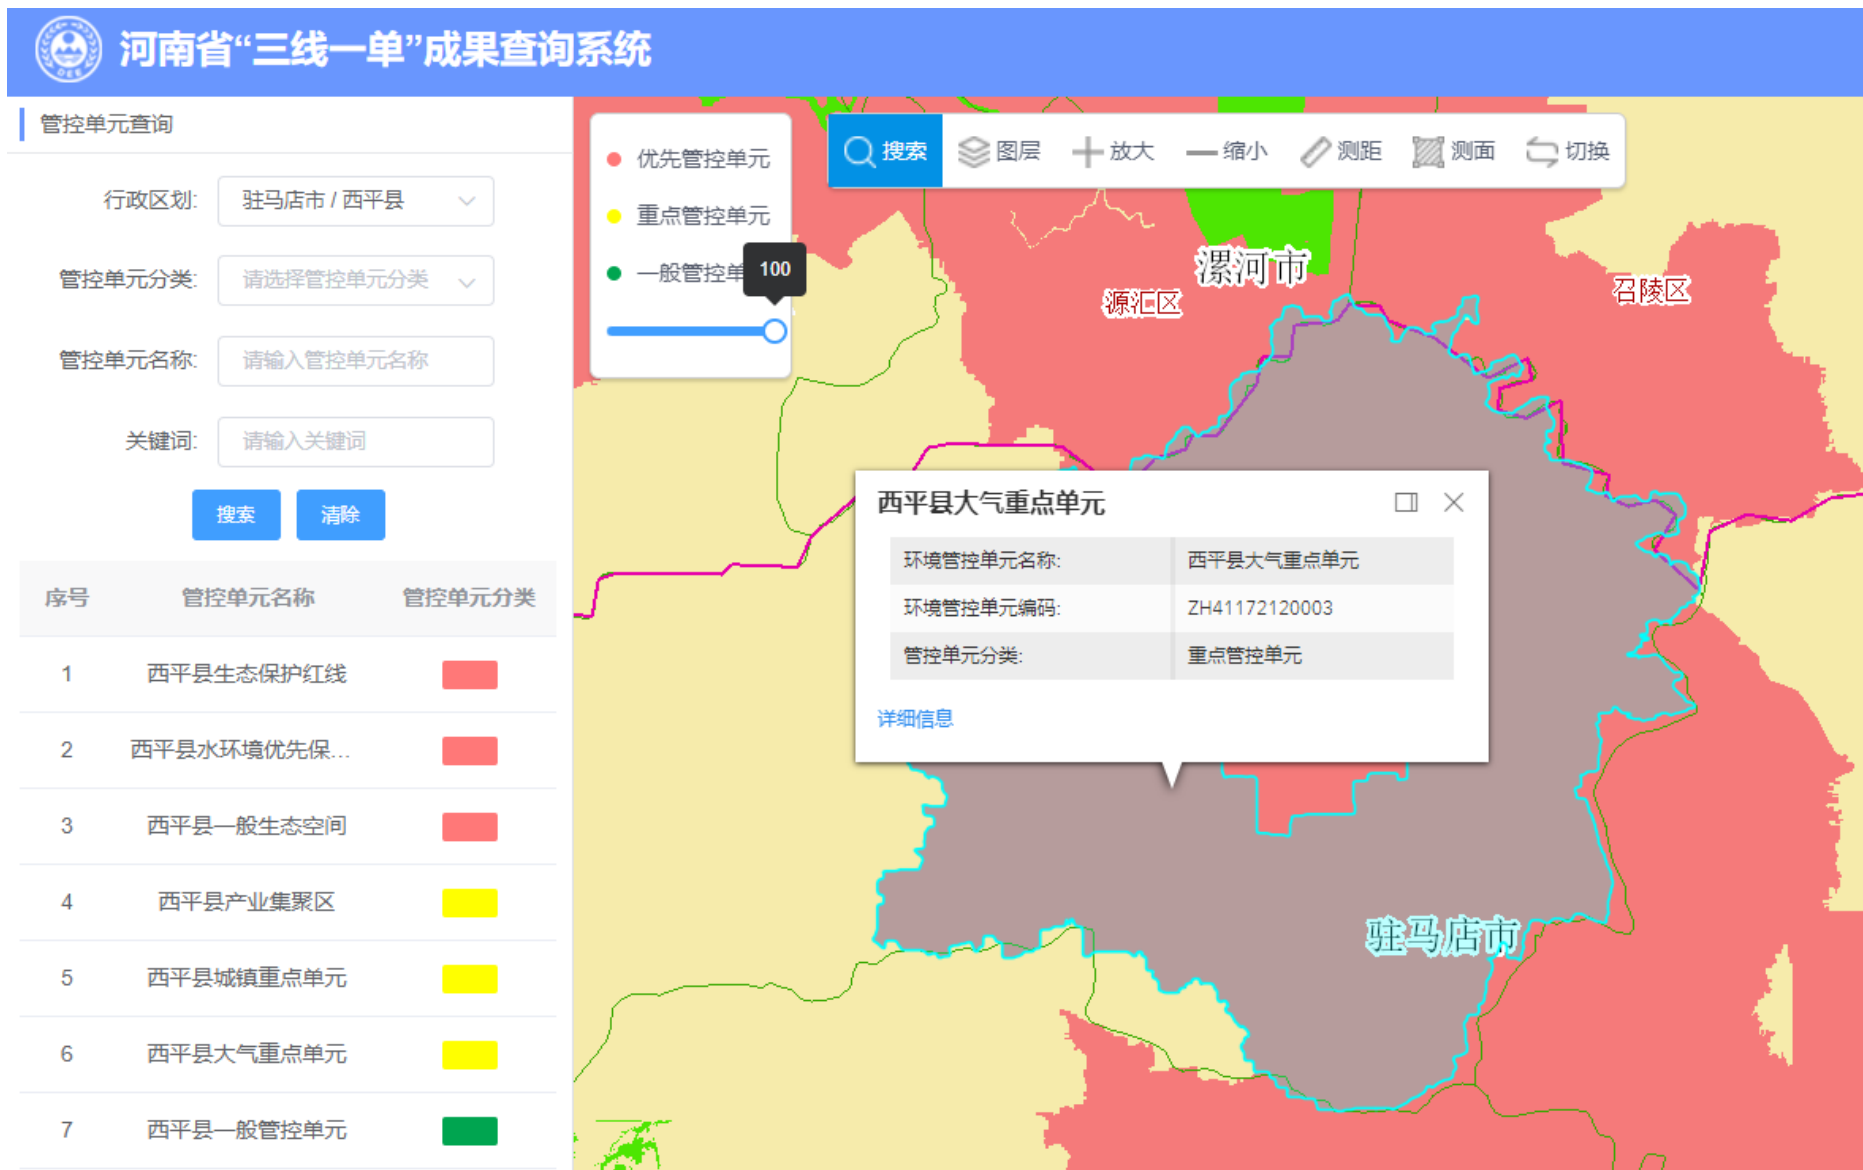 河南省“三线一单”成果查询系统
管控单元查询
行政区划: 驻马店市 / 西平县
管控单元分类: 请选择管控单元分类
管控单元名称: 请输入管控单元名称
关键词: 请输入关键词
搜索 清除
序号 管控单元名称 管控单元分类
1 西平县生态保护红线
2 西平县水环境优先保...
3 西平县一般生态空间
4 西平县产业集聚区
5 西平县城镇重点单元
6 西平县大气重点单元
7 西平县一般管控单元
优先管控单元
重点管控单元
一般管控单
100
搜索 图层 放大 缩小 测距 测面 切换
漯河市
源汇区
召陵区
西平县大气重点单元
环境管控单元名称: 西平县大气重点单元
环境管控单元编码: ZH41172120003
管控单元分类: 重点管控单元
详细信息
驻马店市